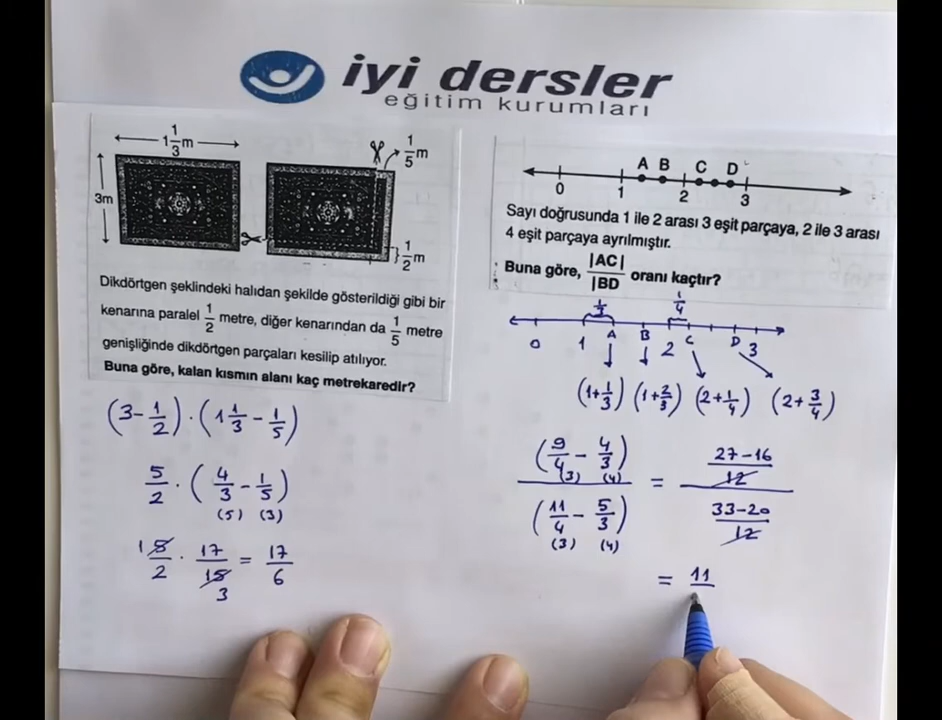 iyi dersler
eğitim kurumları
1 1/3 m
1/5 m
3m
1/2 m
Dikdörtgen şeklindeki halıdan şekilde gösterildiği gibi bir
kenarına paralel 1/2 metre, diğer kenarından da 1/5 metre
genişliğinde dikdörtgen parçaları kesilip atılıyor.
Buna göre, kalan kısmın alanı kaç metrekaredir?
(3-1/2)·(1 1/3-1/5)
5/2·(4/3-1/5)
(5) (3)
15/2·17/15=17/6
3
A B C D
0 1 2 3
Sayı doğrusunda 1 ile 2 arası 3 eşit parçaya, 2 ile 3 arası
4 eşit parçaya ayrılmıştır.
Buna göre, |AC|/|BD oranı kaçtır?
1/3 1/4
0 1 A B 2 C D 3
(1+1/3) (1+2/3) (2+1/4) (2+3/4)
(9/4-4/3) = 27-16/12
(3) (4)
(11/4-5/3) 33-20/12
(3) (4)
= 11